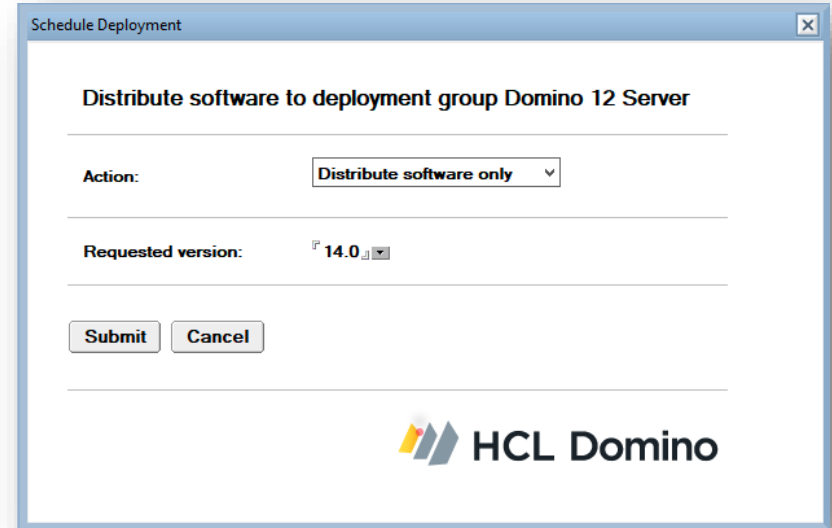 Schedule Deployment
Distribute software to deployment group Domino 12 Server
Action: Distribute software only
Requested version: 14.0
Submit Cancel
HCL Domino